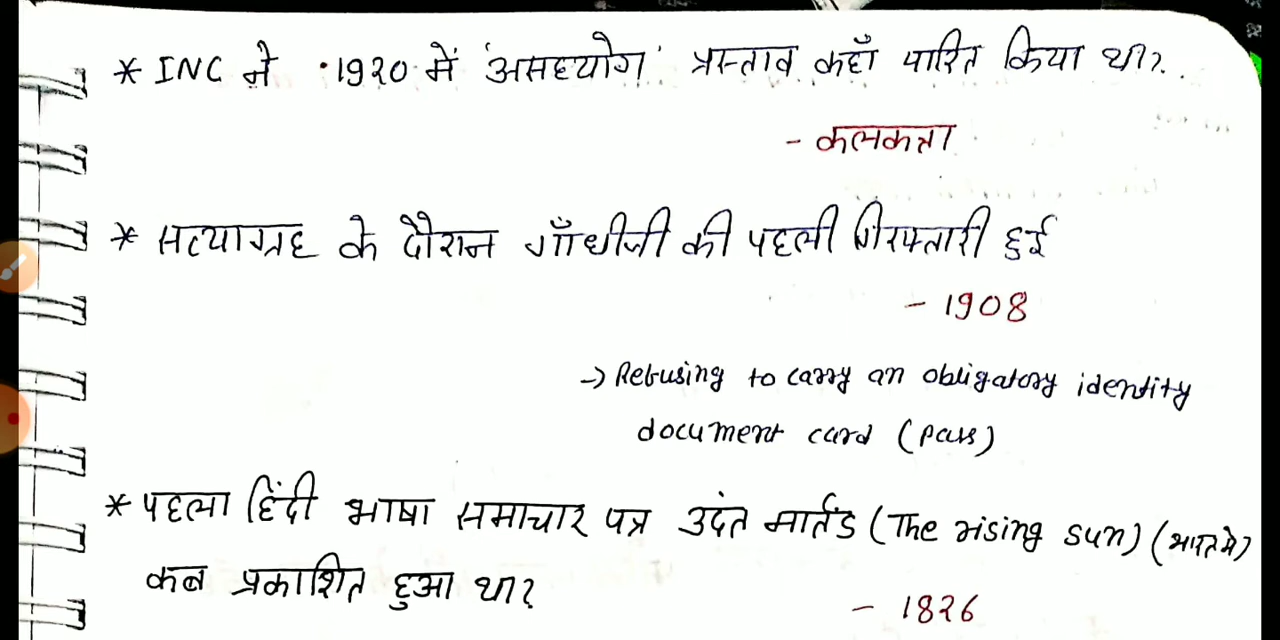 * INC ने 1920 में 'असहयोग' प्रस्ताव कहाँ पारित किया था?
- कलकत्ता
* सत्याग्रह के दौरान गाँधीजी की पहली गिरफ्तारी हुई
- 1908
-> Refusing to carry an obligatory identity
document card (pass)
* पहला हिंदी भाषा समाचार पत्र उदंत मार्तंड (The rising sun) (भारत मे)
कब प्रकाशित हुआ था?
- 1826